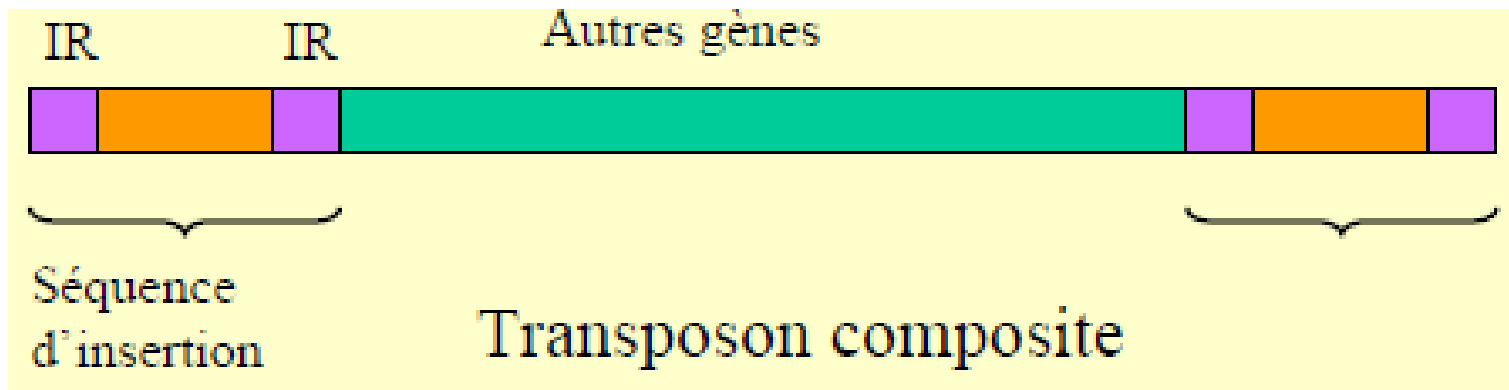 IR IR Autres gènes
Séquence
d'insertion
Transposon composite